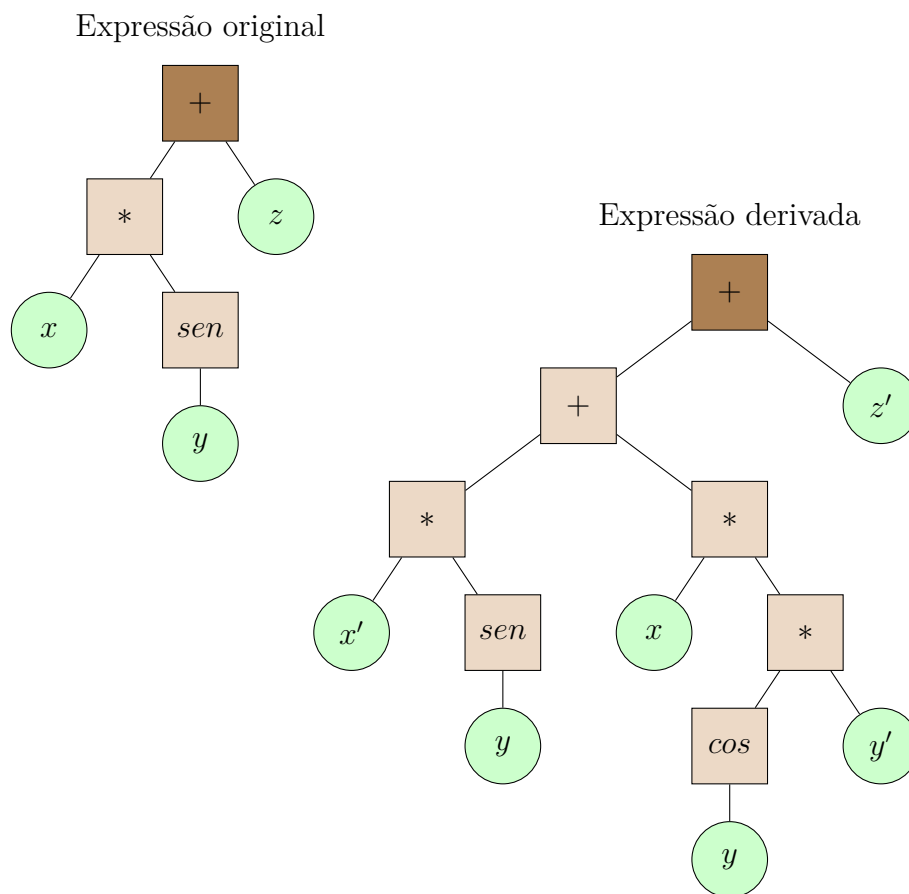 Expressão original
+
* z
x sen
y
Expressão derivada
+
+ z′
* *
x′ sen x *
y cos y′
y